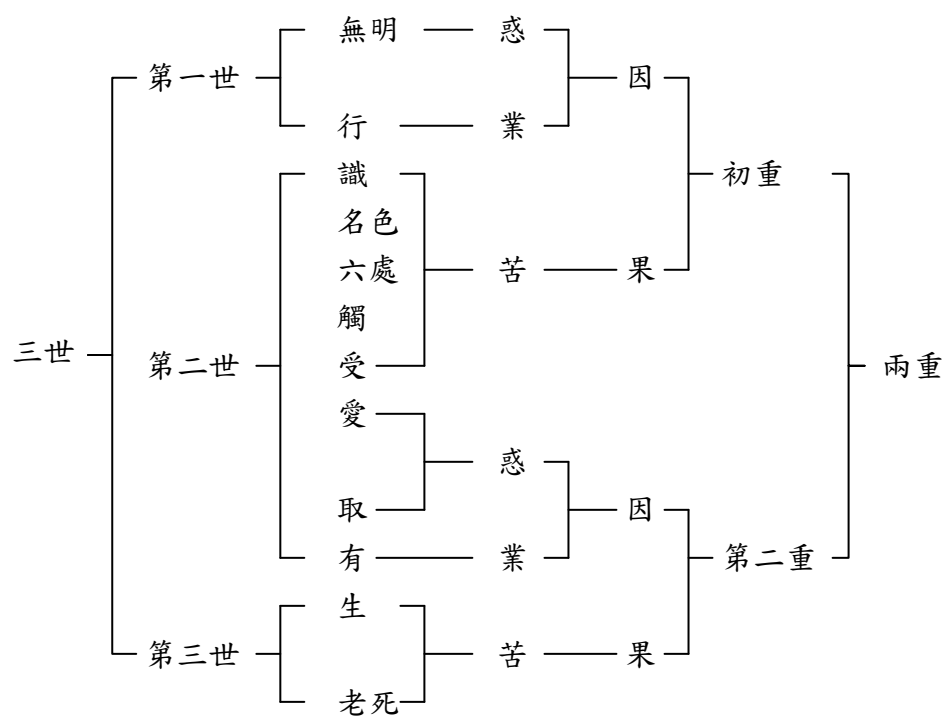 無明 惑
第一世 因
行 業
識 初重
名色
六處 苦 果
觸
三世 第二世 受 兩重
愛
惑
取 因
有 業 第二重
生
第三世 苦 果
老死